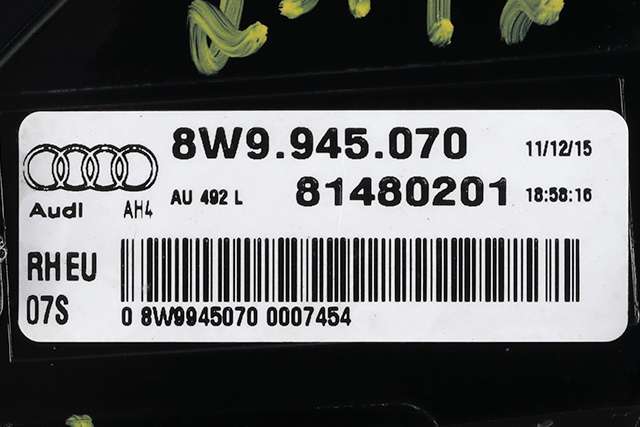 8W9.945.070 11/12/15
Audi AH4 AU 492 L 81480201 18:58:16
RH EU
07S
0 8W9945070 0007454